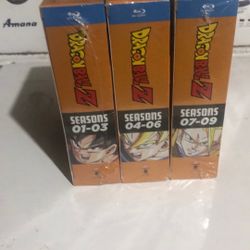 Amana
DRAGON BALL Z
SEASONS
01-03
DRAGON BALL Z
SEASONS
04-06
DRAGON BALL Z
SEASONS
07-09